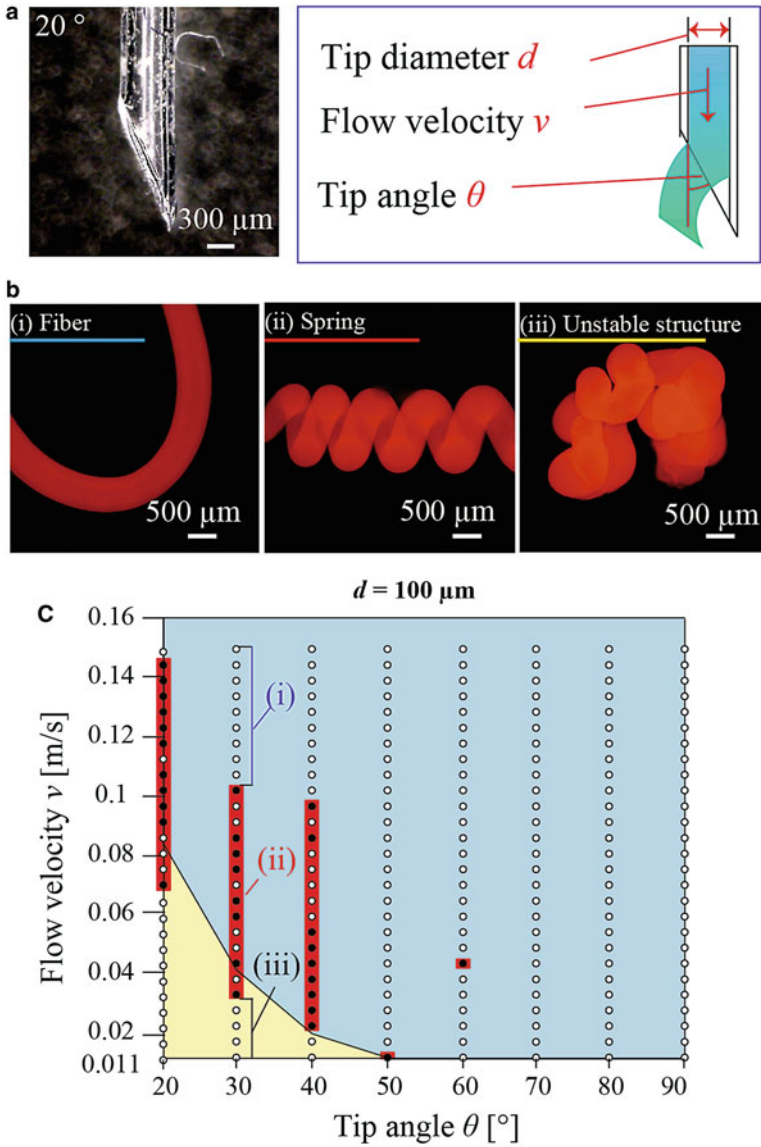 a
20 °
300 µm
Tip diameter d
Flow velocity v
Tip angle θ
b
(i) Fiber
500 µm
(ii) Spring
500 µm
(iii) Unstable structure
500 µm
c
d = 100 µm
0.16
0.14
0.12
0.1
0.08
0.06
0.04
0.02
0.011
Flow velocity v [m/s]
(i)
(ii)
(iii)
20 30 40 50 60 70 80 90
Tip angle θ [°]